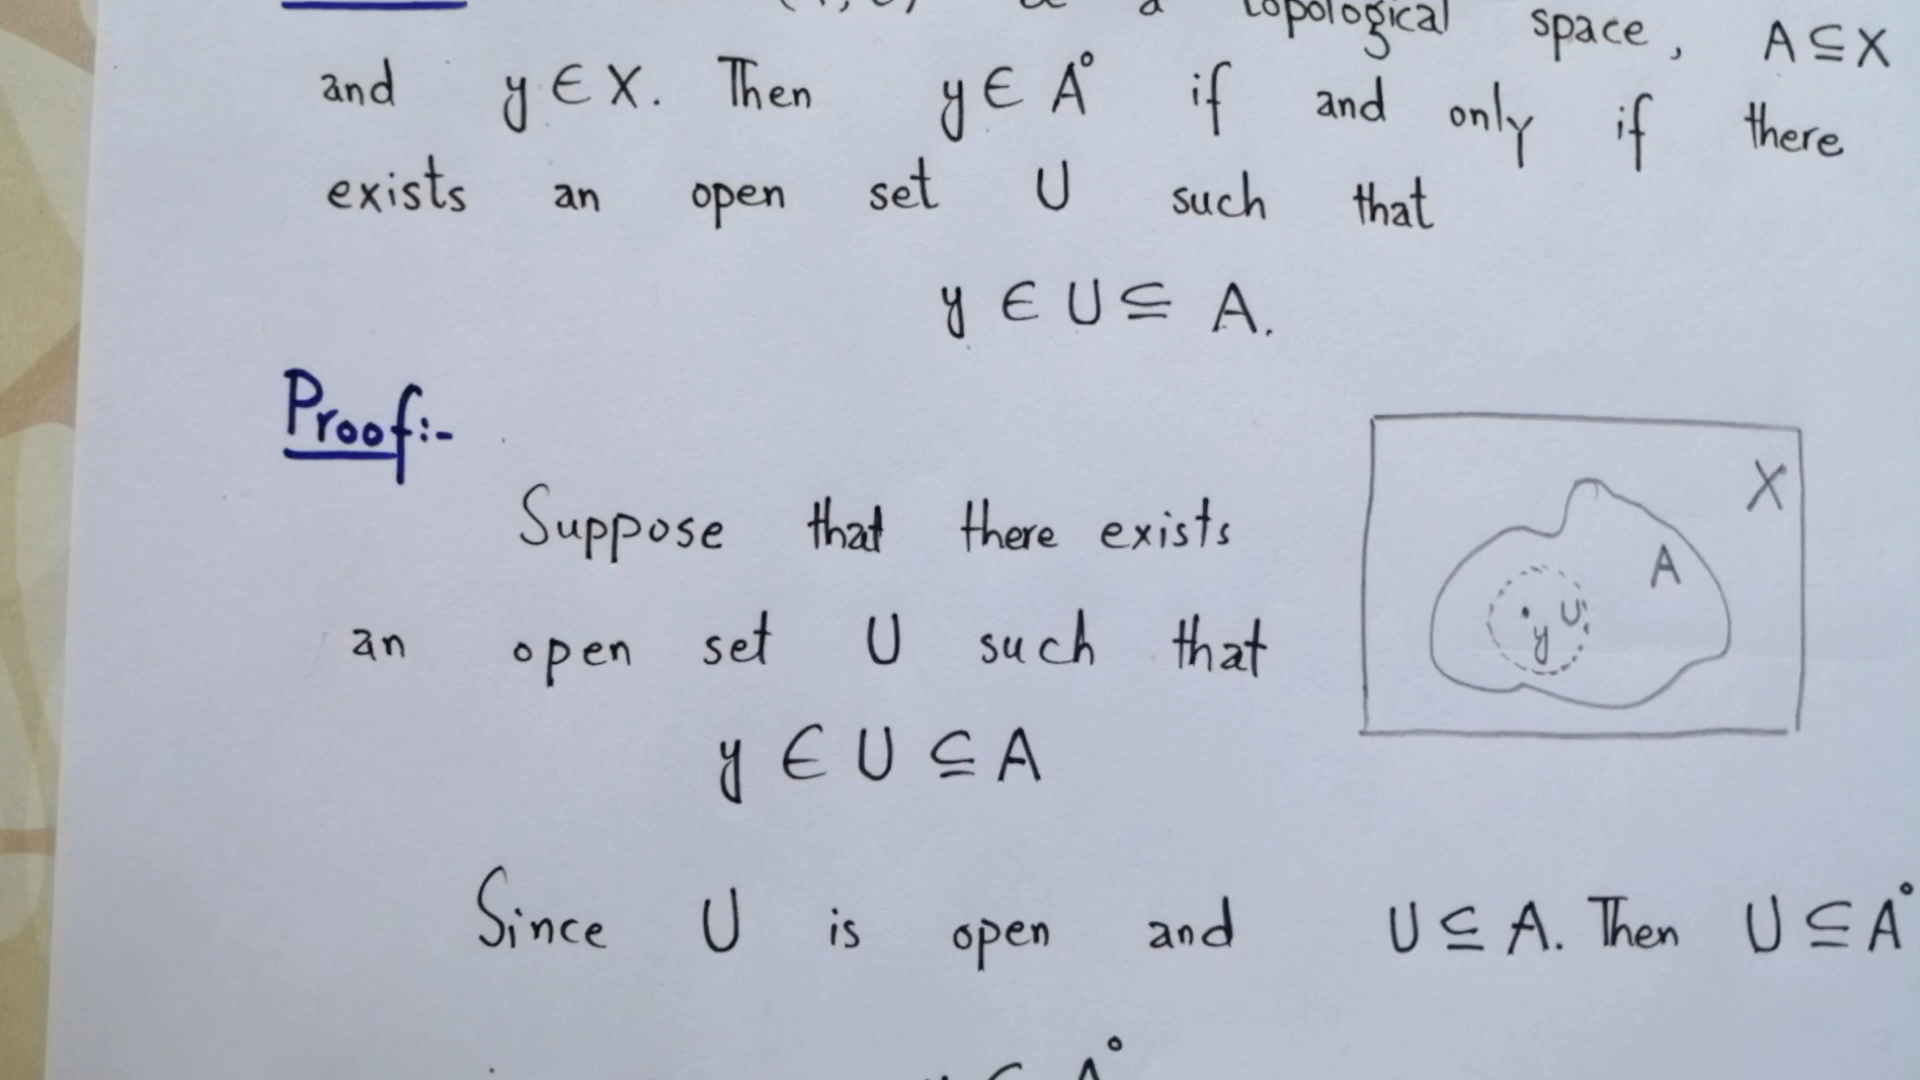 a topological space, A⊆X
and y∈X. Then y∈A° if and only if there
exists an open set U such that
y∈U⊆A.
Proof:-
Suppose that there exists
an open set U such that
y∈U⊆A
X
A
U
y
Since U is open and U⊆A. Then U⊆A°